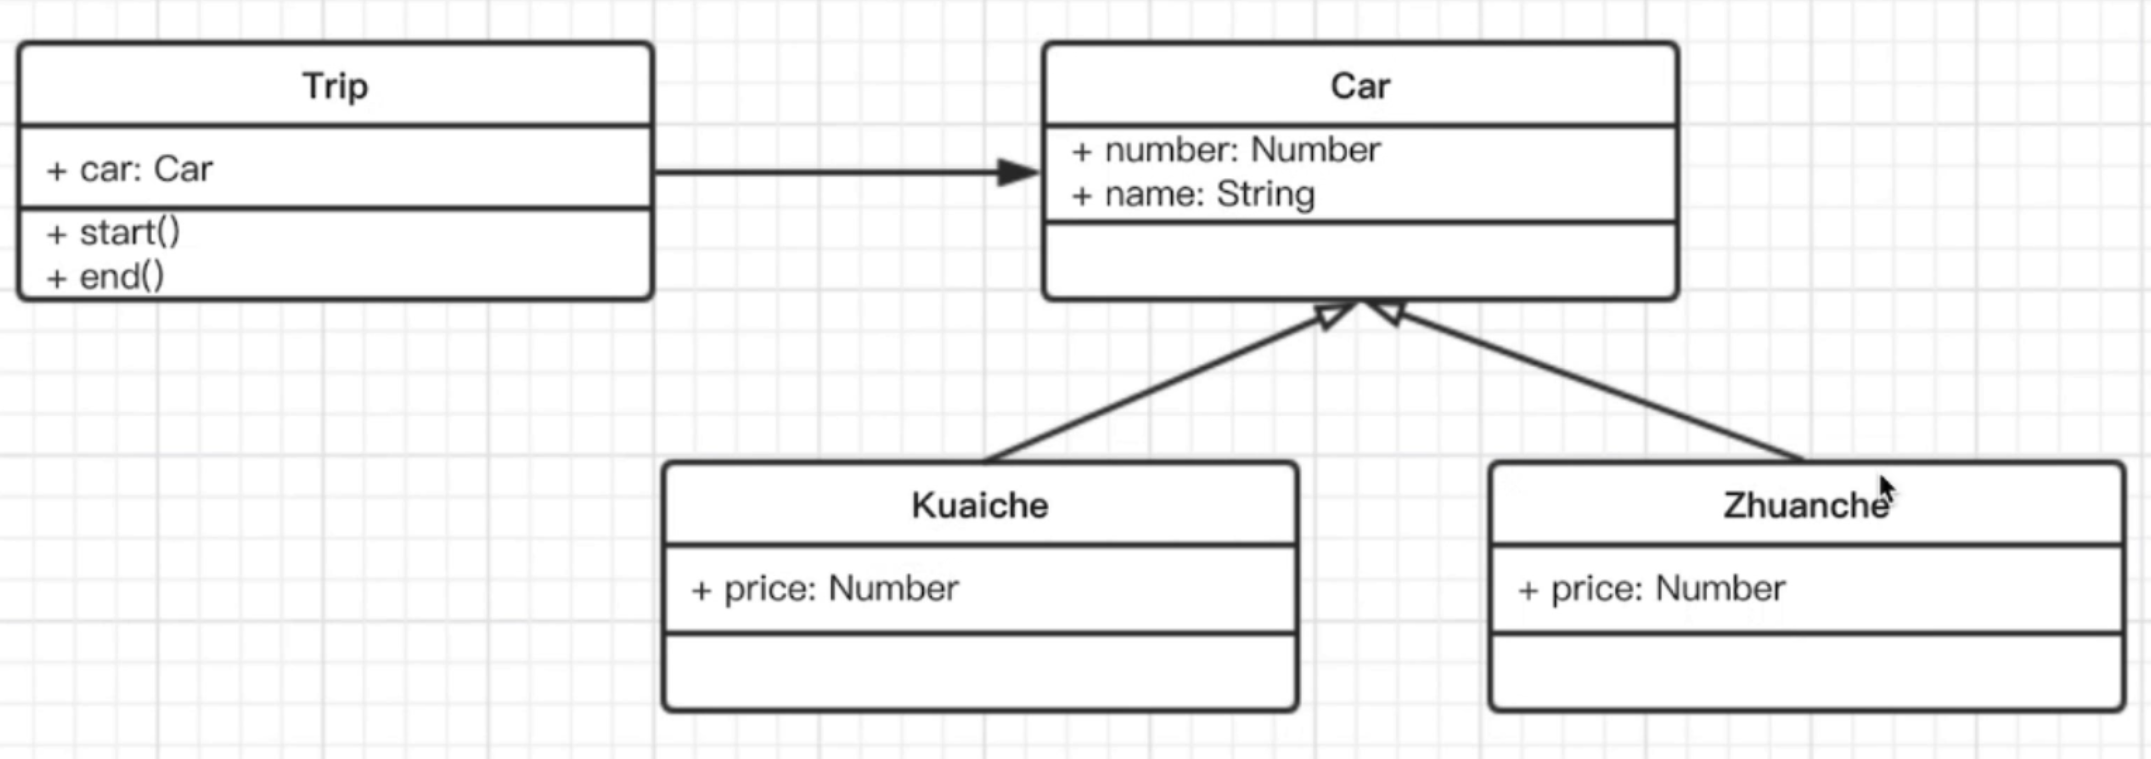 Trip
+ car: Car
+ start()
+ end()
Car
+ number: Number
+ name: String
Kuaiche
+ price: Number
Zhuanche
+ price: Number